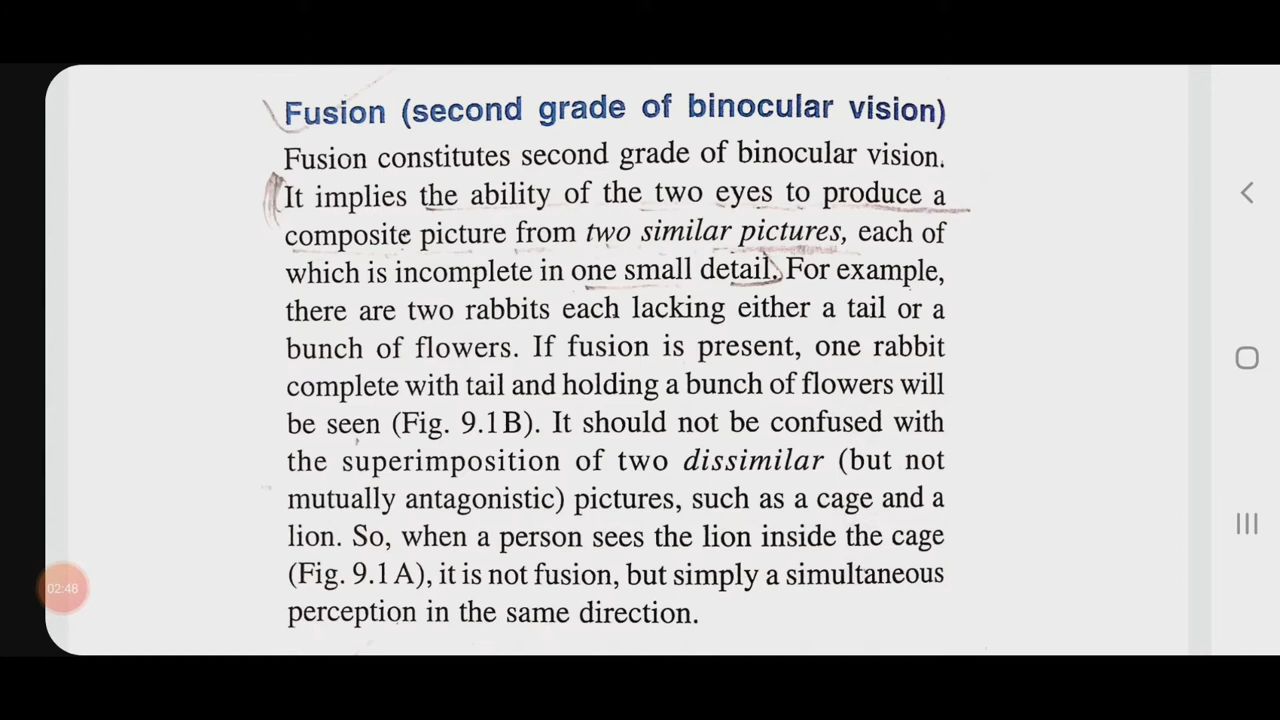 Fusion (second grade of binocular vision)
Fusion constitutes second grade of binocular vision.
It implies the ability of the two eyes to produce a
composite picture from two similar pictures, each of
which is incomplete in one small detail. For example,
there are two rabbits each lacking either a tail or a
bunch of flowers. If fusion is present, one rabbit
complete with tail and holding a bunch of flowers will
be seen (Fig. 9.1B). It should not be confused with
the superimposition of two dissimilar (but not
mutually antagonistic) pictures, such as a cage and a
lion. So, when a person sees the lion inside the cage
(Fig. 9.1A), it is not fusion, but simply a simultaneous
perception in the same direction.
02:48